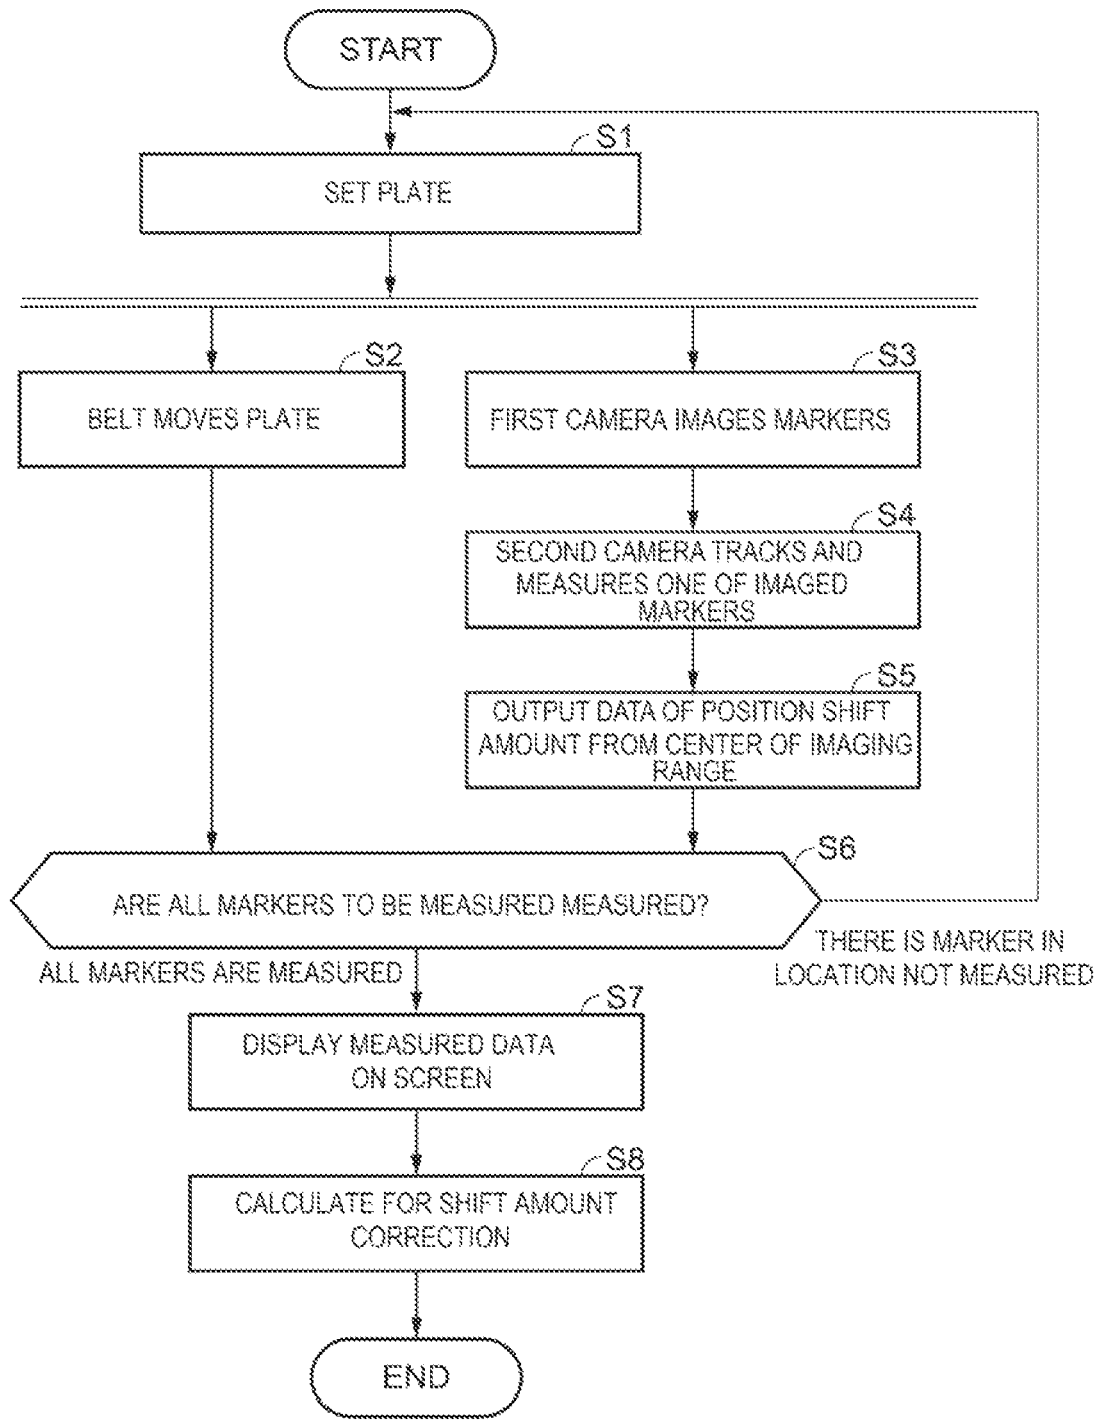 START
S1
SET PLATE
S2
BELT MOVES PLATE
S3
FIRST CAMERA IMAGES MARKERS
S4
SECOND CAMERA TRACKS AND
MEASURES ONE OF IMAGED
MARKERS
S5
OUTPUT DATA OF POSITION SHIFT
AMOUNT FROM CENTER OF IMAGING
RANGE
S6
ARE ALL MARKERS TO BE MEASURED MEASURED?
THERE IS MARKER IN
LOCATION NOT MEASURED
ALL MARKERS ARE MEASURED
S7
DISPLAY MEASURED DATA
ON SCREEN
S8
CALCULATE FOR SHIFT AMOUNT
CORRECTION
END